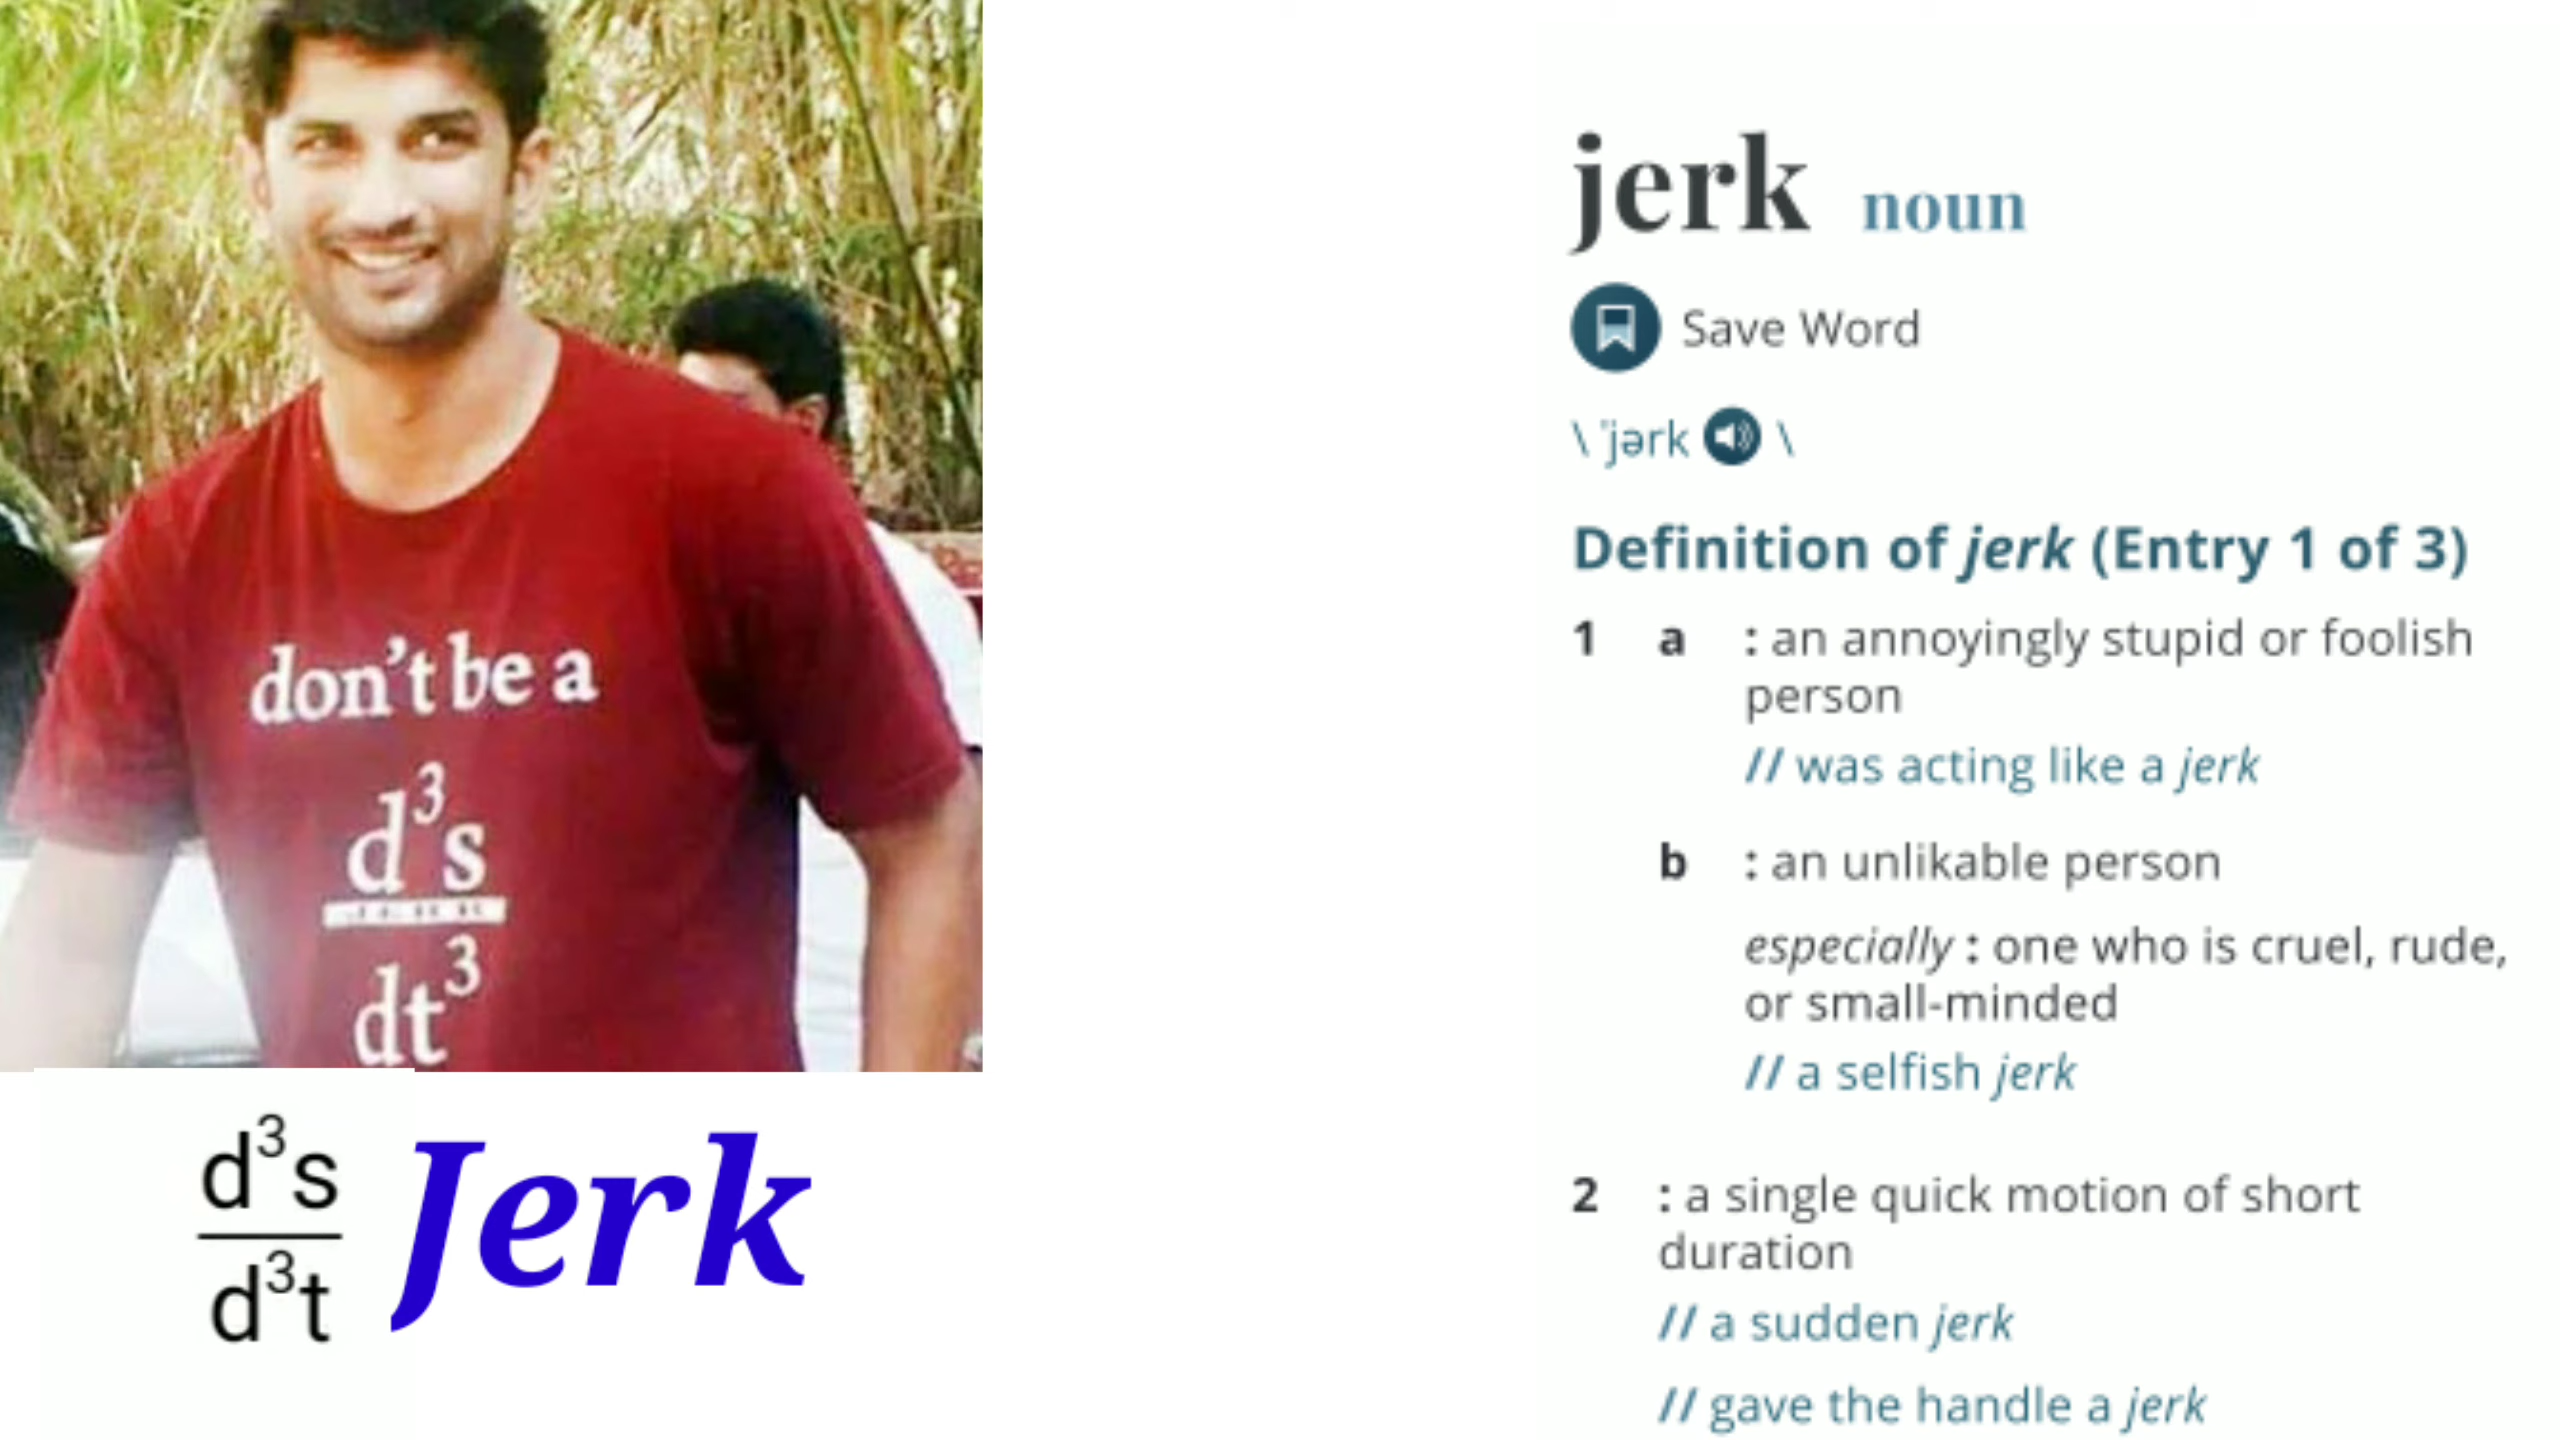 don't be a
d³s
dt³
d³s
d³t
Jerk
jerk noun
Save Word
\ ˈjərk \
Definition of jerk (Entry 1 of 3)
1 a : an annoyingly stupid or foolish
person
// was acting like a jerk
b : an unlikable person
especially : one who is cruel, rude,
or small-minded
// a selfish jerk
2 : a single quick motion of short
duration
// a sudden jerk
// gave the handle a jerk